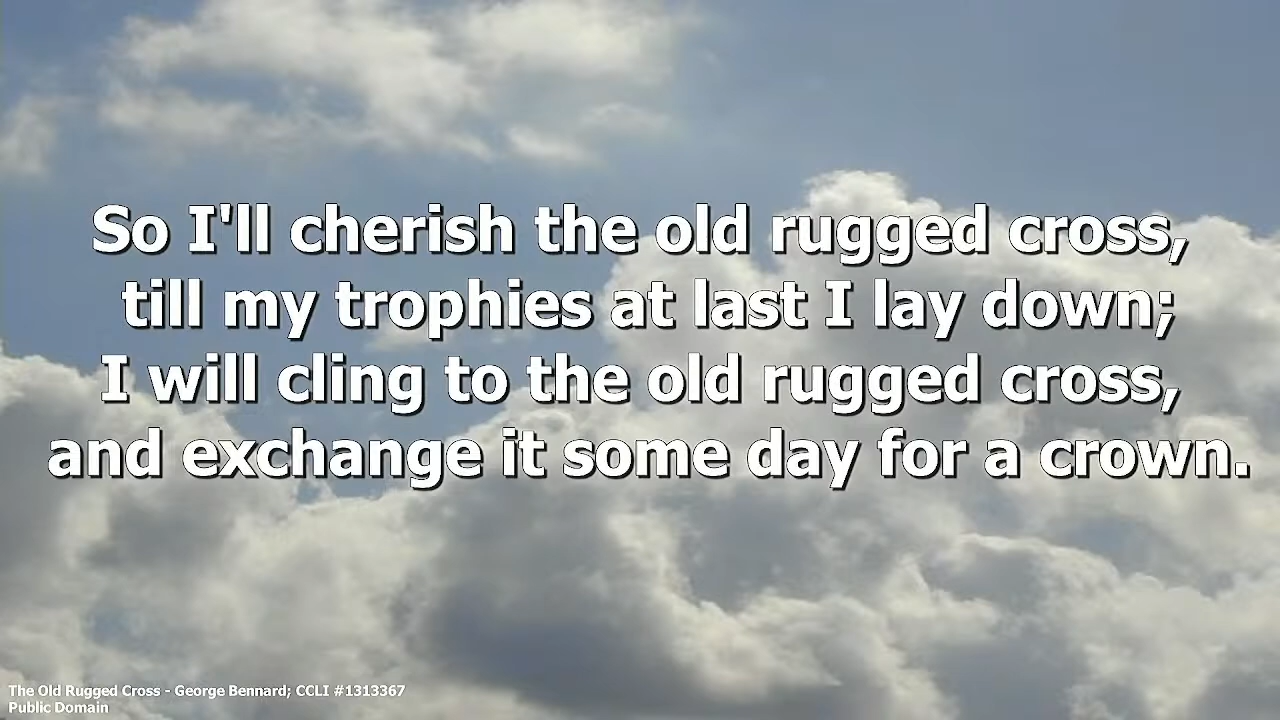 So I'll cherish the old rugged cross,
till my trophies at last I lay down;
I will cling to the old rugged cross,
and exchange it some day for a crown.
The Old Rugged Cross - George Bennard; CCLI #1313367
Public Domain